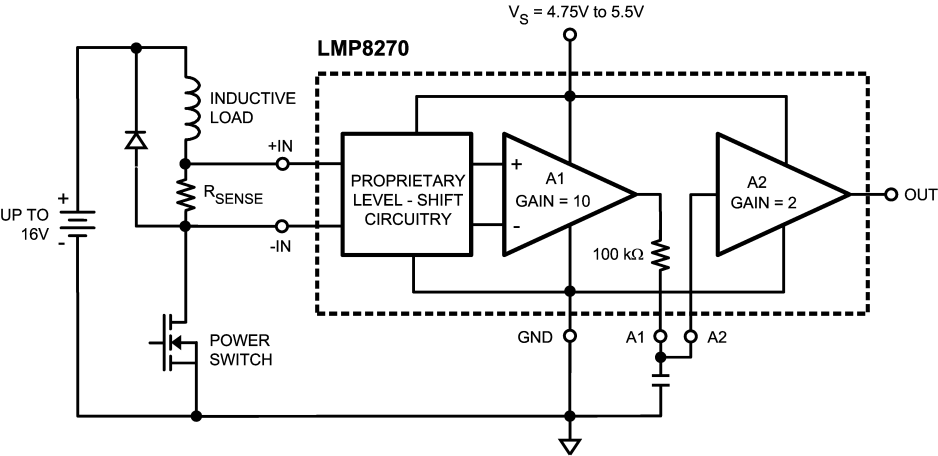 V_S = 4.75V to 5.5V
LMP8270
INDUCTIVE
LOAD
+IN
R_SENSE
-IN
PROPRIETARY
LEVEL - SHIFT
CIRCUITRY
+
-
A1
GAIN = 10
A2
GAIN = 2
OUT
+
UP TO
16V
-
100 kΩ
POWER
SWITCH
GND
A1
A2